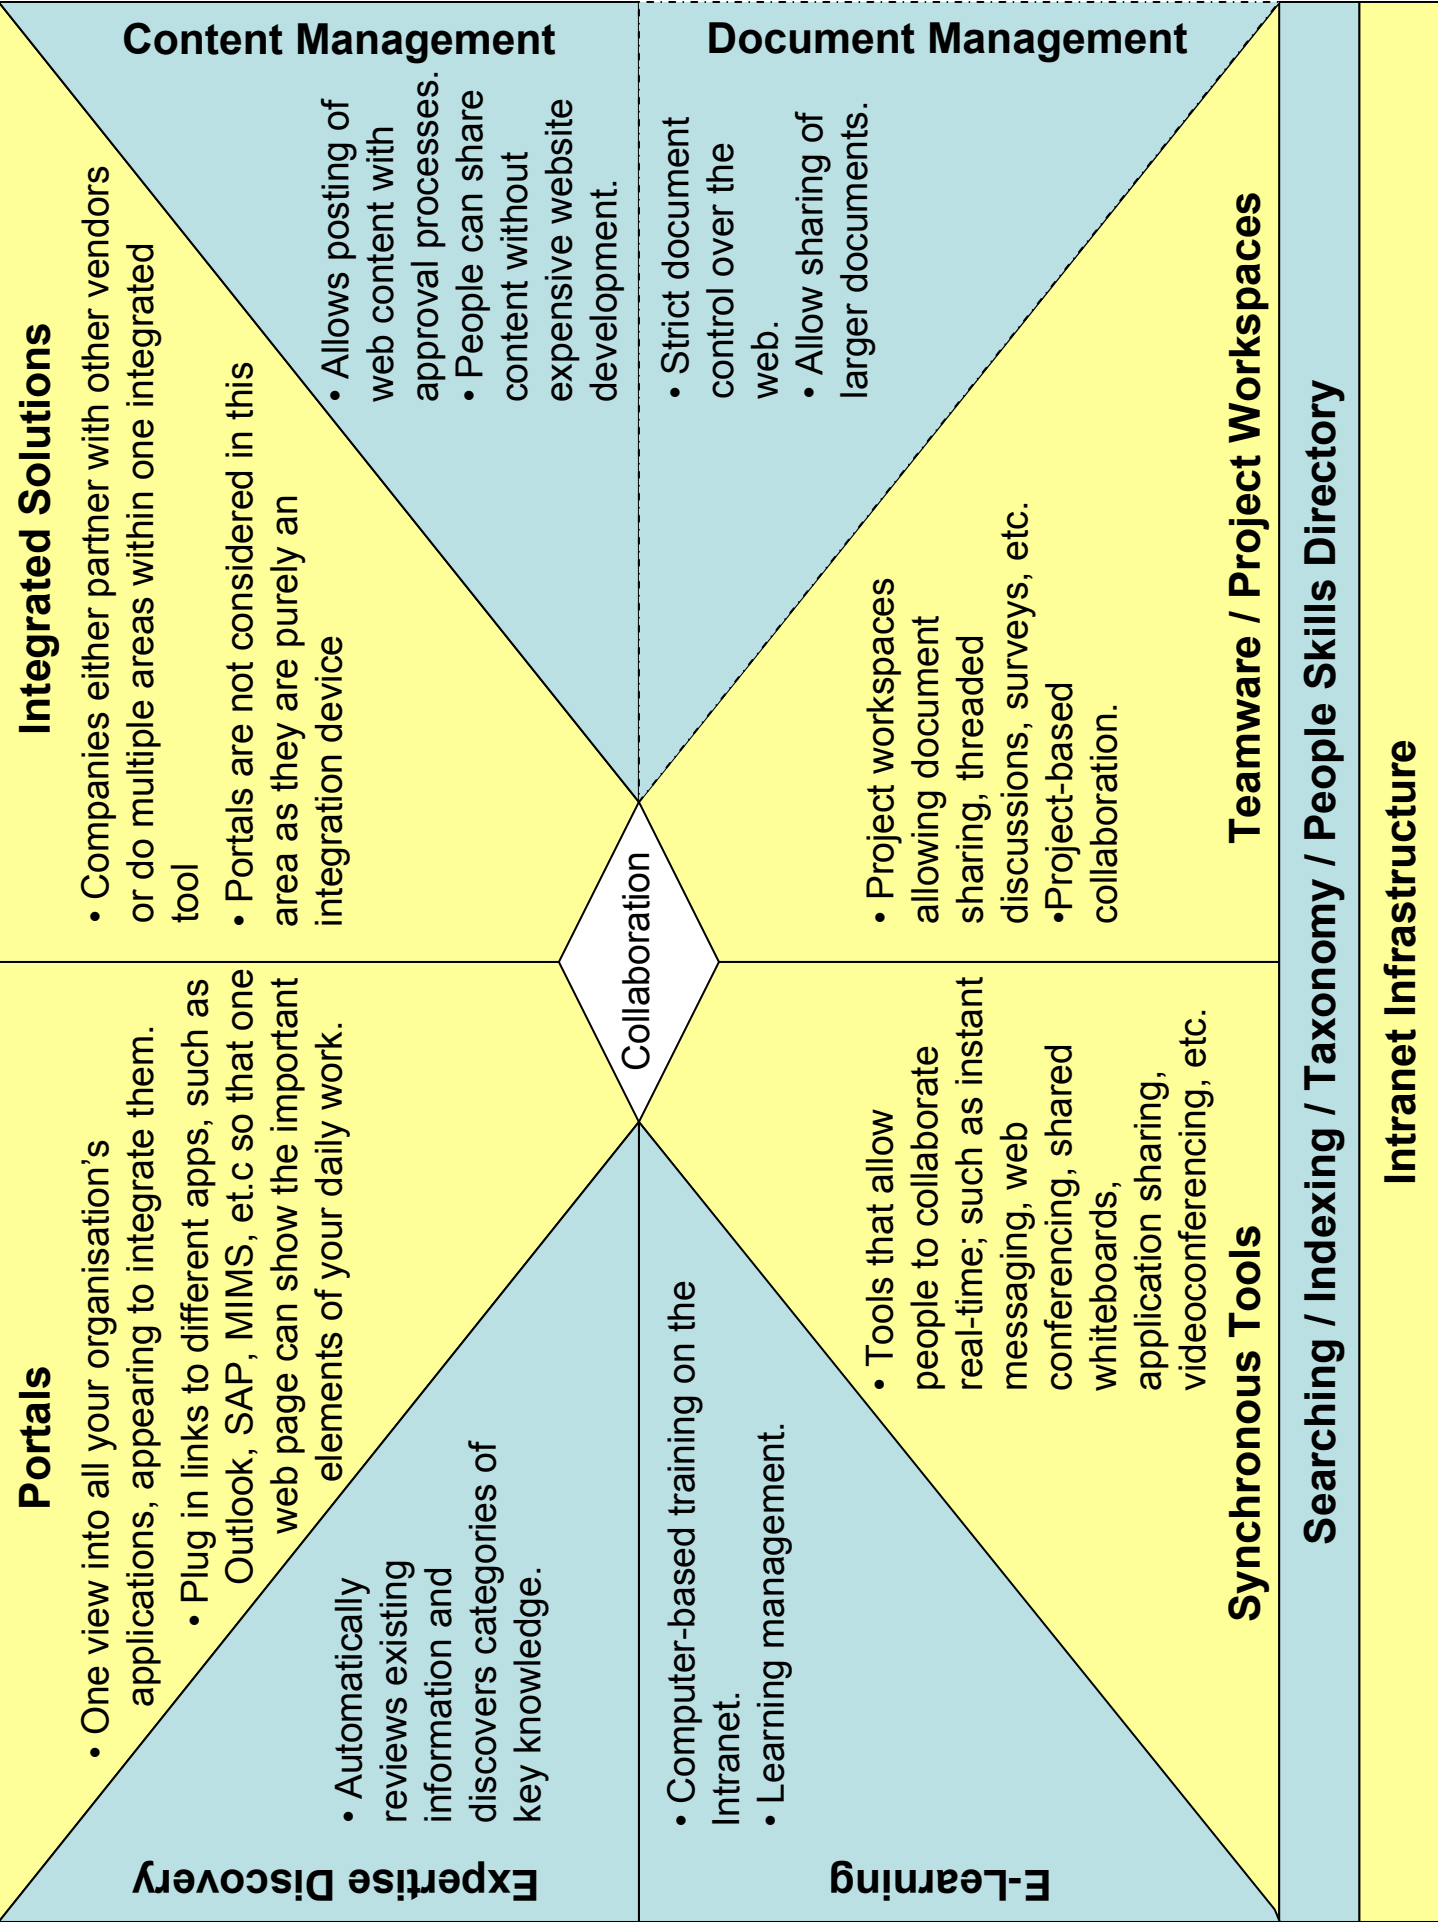 Portals
• One view into all your organisation’s
applications, appearing to integrate them.
• Plug in links to different apps, such as
Outlook, SAP, MIMS, et.c so that one
web page can show the important
elements of your daily work.
Integrated Solutions
• Companies either partner with other vendors
or do multiple areas within one integrated
tool
• Portals are not considered in this
area as they are purely an
integration device
Expertise Discovery
• Automatically
reviews existing
information and
discovers categories of
key knowledge.
Content Management
• Allows posting of
web content with
approval processes.
• People can share
content without
expensive website
development.
Collaboration
E-Learning
• Computer-based training on the
Intranet.
• Learning management.
Document Management
• Strict document
control over the
web.
• Allow sharing of
larger documents.
• Tools that allow
people to collaborate
real-time; such as instant
messaging, web
conferencing, shared
whiteboards,
application sharing,
videoconferencing, etc.
Synchronous Tools
• Project workspaces
allowing document
sharing, threaded
discussions, surveys, etc.
•Project-based
collaboration.
Teamware / Project Workspaces
Searching / Indexing / Taxonomy / People Skills Directory
Intranet Infrastructure